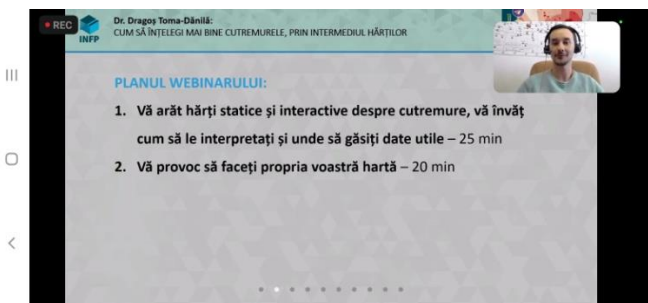 REC
INFP
Dr. Dragoș Toma-Dănilă:
CUM SĂ ÎNȚELEGI MAI BINE CUTREMURELE, PRIN INTERMEDIUL HĂRȚILOR
PLANUL WEBINARULUI:
1. Vă arăt hărți statice și interactive despre cutremure, vă învăț
cum să le interpretați și unde să găsiți date utile – 25 min
2. Vă provoc să faceți propria voastră hartă – 20 min